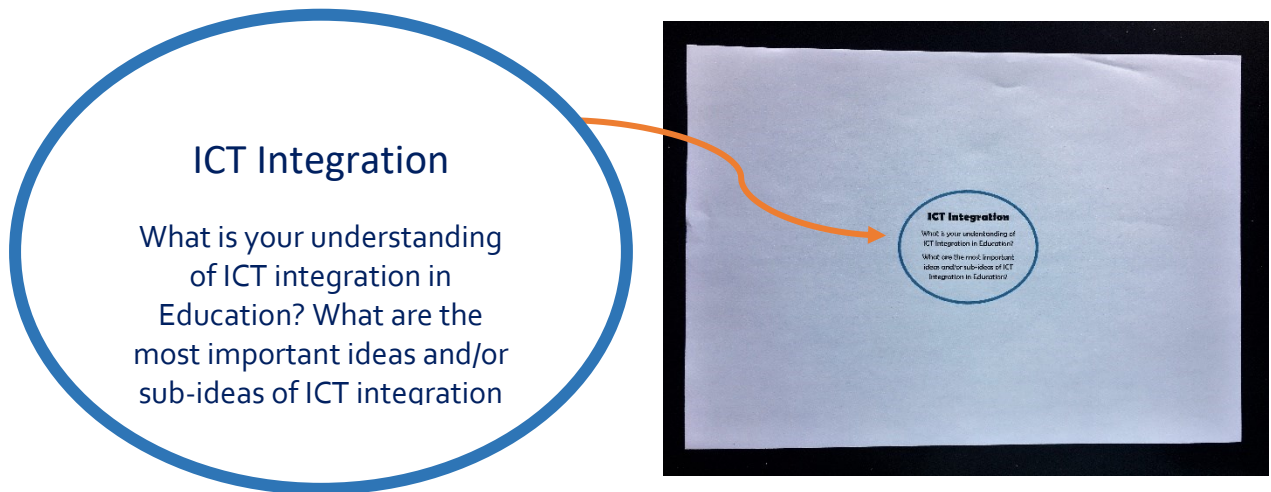 ICT Integration
What is your understanding
of ICT integration in
Education? What are the
most important ideas and/or
sub-ideas of ICT integration
ICT Integration
What is your understanding of
ICT Integration in Education?
What are the most important
ideas and/or sub-ideas of ICT
Integration in Education?